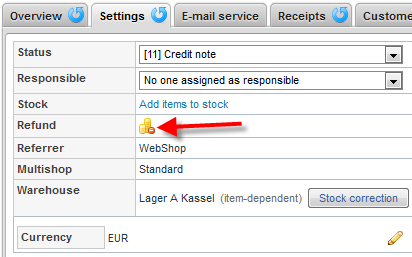 Overview Settings E-mail service Receipts Custome
Status [11] Credit note
Responsible No one assigned as responsible
Stock Add items to stock
Refund
Referrer WebShop
Multishop Standard
Warehouse Lager A Kassel (item-dependent) Stock correction
Currency EUR